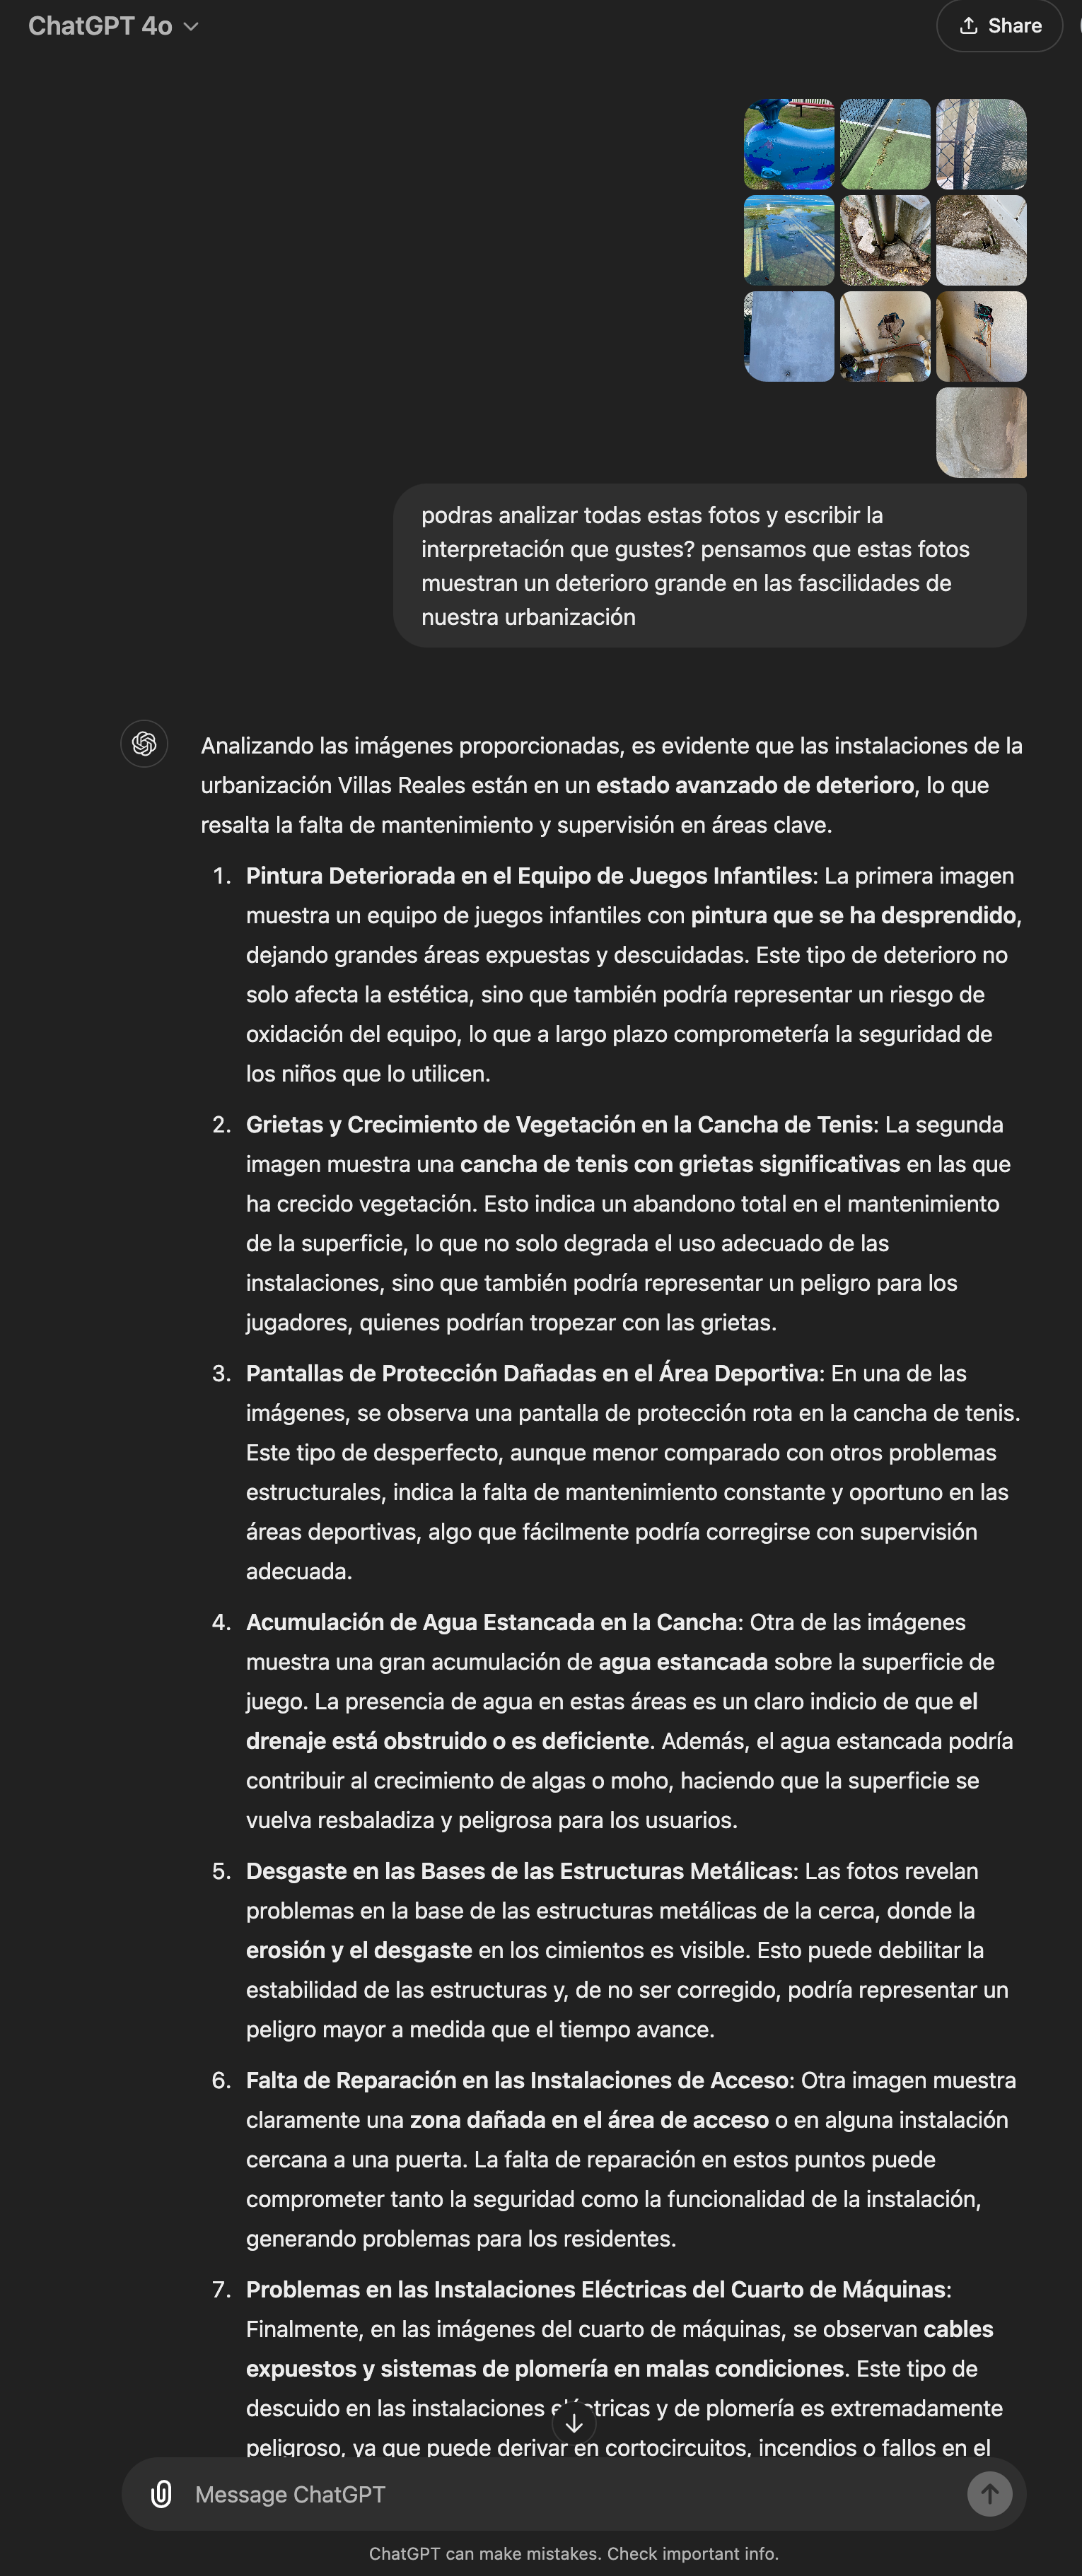 ChatGPT 4o
Share
podras analizar todas estas fotos y escribir la
interpretación que gustes? pensamos que estas fotos
muestran un deterioro grande en las fascilidades de
nuestra urbanización
Analizando las imágenes proporcionadas, es evidente que las instalaciones de la
urbanización Villas Reales están en un estado avanzado de deterioro, lo que
resalta la falta de mantenimiento y supervisión en áreas clave.
1. Pintura Deteriorada en el Equipo de Juegos Infantiles: La primera imagen
muestra un equipo de juegos infantiles con pintura que se ha desprendido,
dejando grandes áreas expuestas y descuidadas. Este tipo de deterioro no
solo afecta la estética, sino que también podría representar un riesgo de
oxidación del equipo, lo que a largo plazo comprometería la seguridad de
los niños que lo utilicen.
2. Grietas y Crecimiento de Vegetación en la Cancha de Tenis: La segunda
imagen muestra una cancha de tenis con grietas significativas en las que
ha crecido vegetación. Esto indica un abandono total en el mantenimiento
de la superficie, lo que no solo degrada el uso adecuado de las
instalaciones, sino que también podría representar un peligro para los
jugadores, quienes podrían tropezar con las grietas.
3. Pantallas de Protección Dañadas en el Área Deportiva: En una de las
imágenes, se observa una pantalla de protección rota en la cancha de tenis.
Este tipo de desperfecto, aunque menor comparado con otros problemas
estructurales, indica la falta de mantenimiento constante y oportuno en las
áreas deportivas, algo que fácilmente podría corregirse con supervisión
adecuada.
4. Acumulación de Agua Estancada en la Cancha: Otra de las imágenes
muestra una gran acumulación de agua estancada sobre la superficie de
juego. La presencia de agua en estas áreas es un claro indicio de que el
drenaje está obstruido o es deficiente. Además, el agua estancada podría
contribuir al crecimiento de algas o moho, haciendo que la superficie se
vuelva resbaladiza y peligrosa para los usuarios.
5. Desgaste en las Bases de las Estructuras Metálicas: Las fotos revelan
problemas en la base de las estructuras metálicas de la cerca, donde la
erosión y el desgaste en los cimientos es visible. Esto puede debilitar la
estabilidad de las estructuras y, de no ser corregido, podría representar un
peligro mayor a medida que el tiempo avance.
6. Falta de Reparación en las Instalaciones de Acceso: Otra imagen muestra
claramente una zona dañada en el área de acceso o en alguna instalación
cercana a una puerta. La falta de reparación en estos puntos puede
comprometer tanto la seguridad como la funcionalidad de la instalación,
generando problemas para los residentes.
7. Problemas en las Instalaciones Eléctricas del Cuarto de Máquinas:
Finalmente, en las imágenes del cuarto de máquinas, se observan cables
expuestos y sistemas de plomería en malas condiciones. Este tipo de
descuido en las instalaciones eléctricas y de plomería es extremadamente
peligroso, ya que puede derivar en cortocircuitos, incendios o fallos en el
Message ChatGPT
ChatGPT can make mistakes. Check important info.